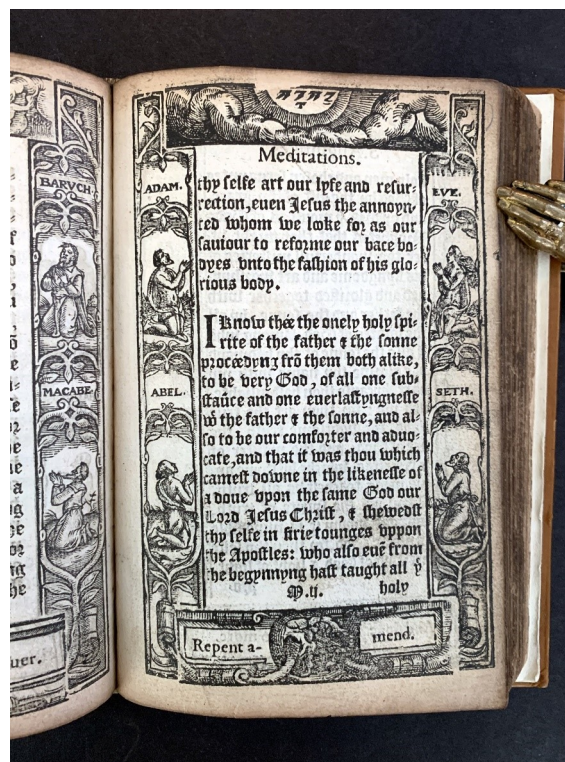 BARVCH.
MACABE.
uer.
יהוה
Meditations.
ADAM.
EVE.
ABEL.
SETH.
thy selfe art our lyfe and resur-
rection, euen Jesus the annoyn-
ted whom we looke for as our
sauiour to reforme our bace bo-
dyes vnto the fashion of his glo-
rious body.
I Know thée the onely holy spi-
rite of the father & the sonne
procædyng frō them both alike,
to be very God, of all one sub-
staūce and one euerlastyngnesse
wt the father & the sonne, and al-
so to be our comforter and aduo-
cate, and that it was thou which
camest downe in the likenesse of
a doue vpon the same God our
Lord Jesus Christ, & shewedst
thy selfe in firie tounges vppon
the Apostles: who also euē from
the begynnyng hast taught all ye
M.ii. holy
Repent a-
mend.